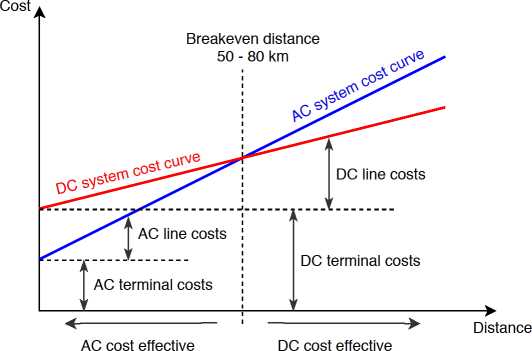 Cost
Breakeven distance
50 - 80 km
AC system cost curve
DC system cost curve
DC line costs
AC line costs
DC terminal costs
AC terminal costs
Distance
AC cost effective
DC cost effective